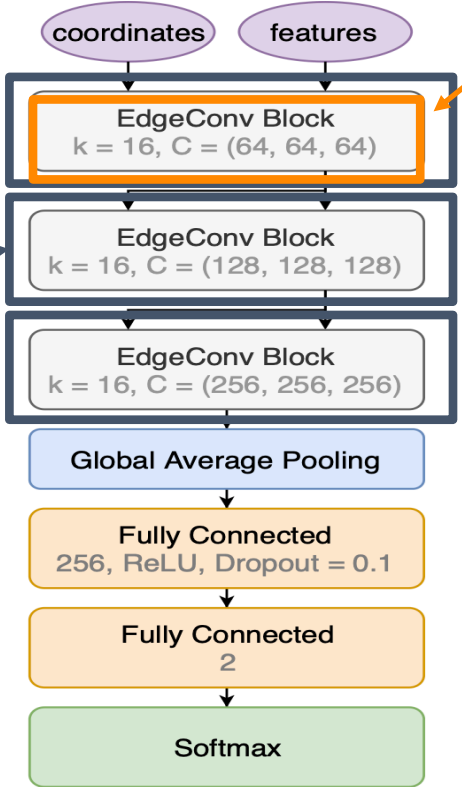 coordinates features
EdgeConv Block
k = 16, C = (64, 64, 64)
EdgeConv Block
k = 16, C = (128, 128, 128)
EdgeConv Block
k = 16, C = (256, 256, 256)
Global Average Pooling
Fully Connected
256, ReLU, Dropout = 0.1
Fully Connected
2
Softmax